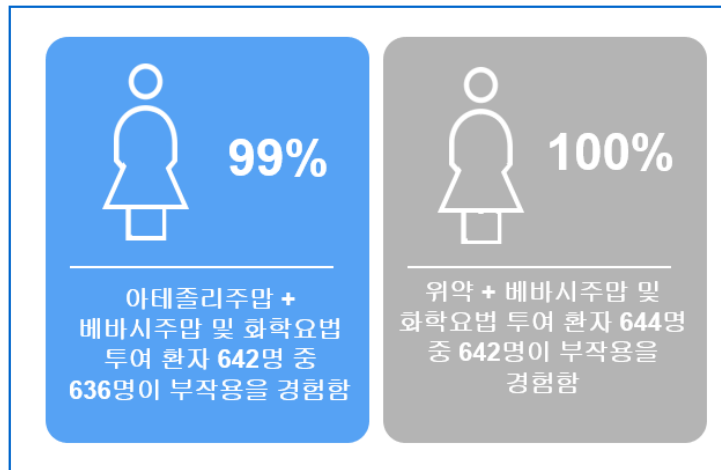 99%
아테졸리주맙 +
베바시주맙 및 화학요법
투여 환자 642명 중
636명이 부작용을 경험함
100%
위약 + 베바시주맙 및
화학요법 투여 환자 644명
중 642명이 부작용을
경험함